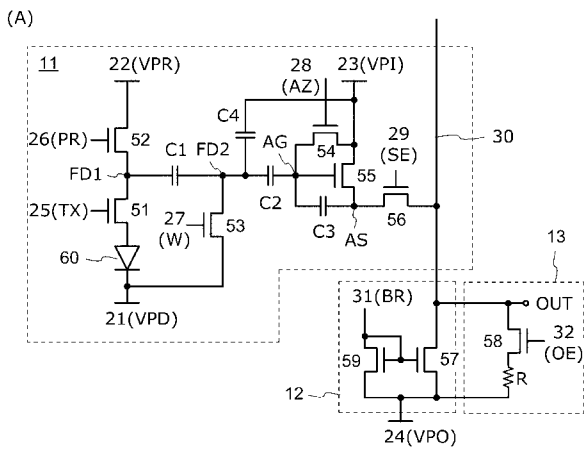 (A)
11
22(VPR)
28
(AZ)
23(VPI)
C4
29
(SE)
30
26(PR)
52
C1
FD2
AG
54
FD1
55
25(TX)
51
C2
C3
56
27
(W)
53
AS
60
13
21(VPD)
31(BR)
OUT
58
32
(OE)
59
57
R
12
24(VPO)